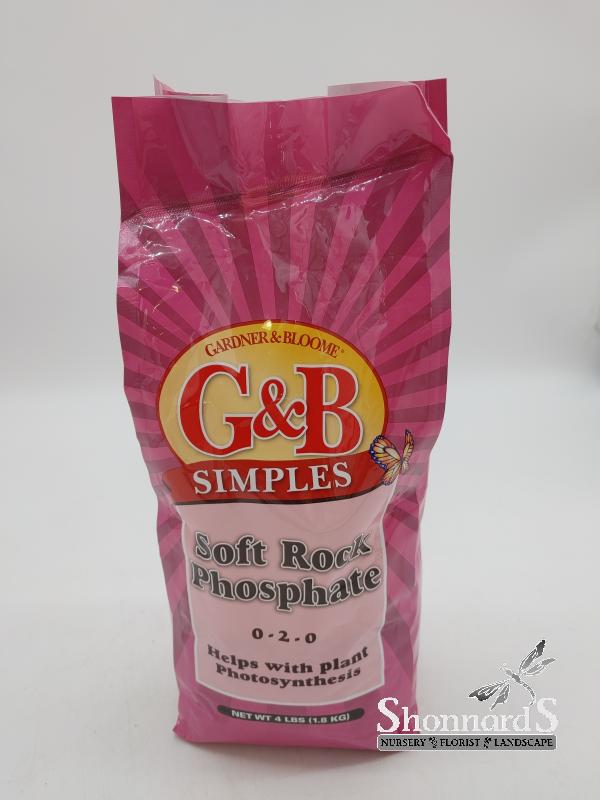 GARDNER & BLOOME®
G&B
SIMPLES
Soft Rock
Phosphate
0-2-0
Helps with plant
Photosynthesis
NET WT 4 LBS (1.8 KG)
ShonnardS
NURSERY FLORIST LANDSCAPE